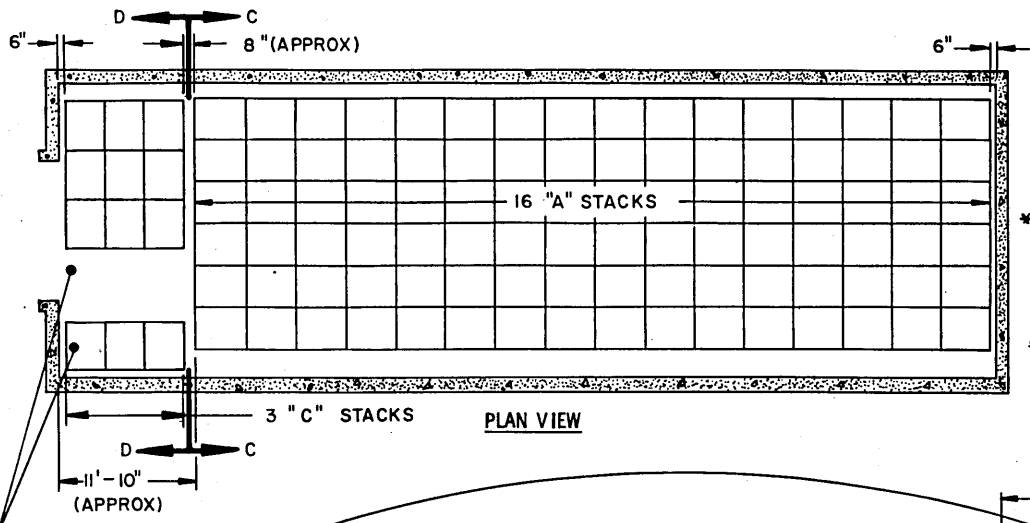 D C
6" 8"(APPROX) 6"
16 "A" STACKS
*
3 "C" STACKS
PLAN VIEW
D C
11'-10"
(APPROX)